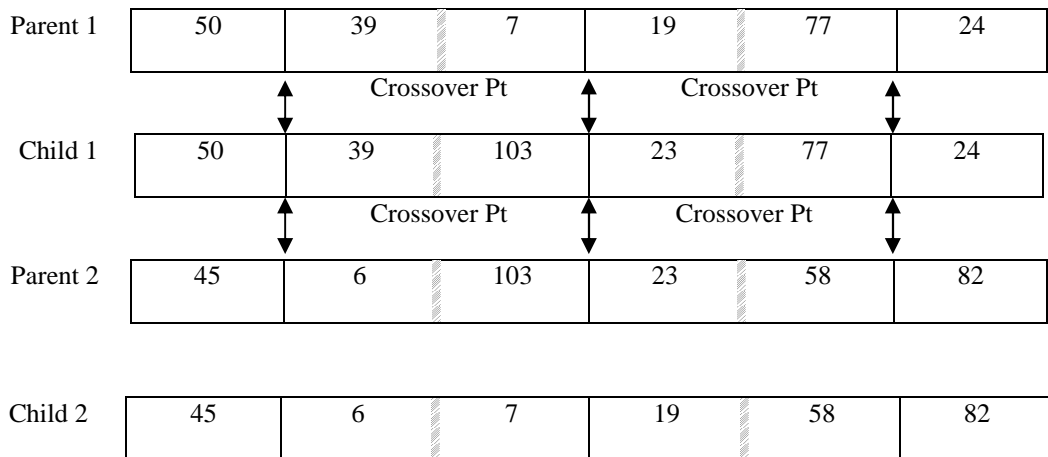 Parent 1 50 39 7 19 77 24
Crossover Pt Crossover Pt
Child 1 50 39 103 23 77 24
Crossover Pt Crossover Pt
Parent 2 45 6 103 23 58 82
Child 2 45 6 7 19 58 82